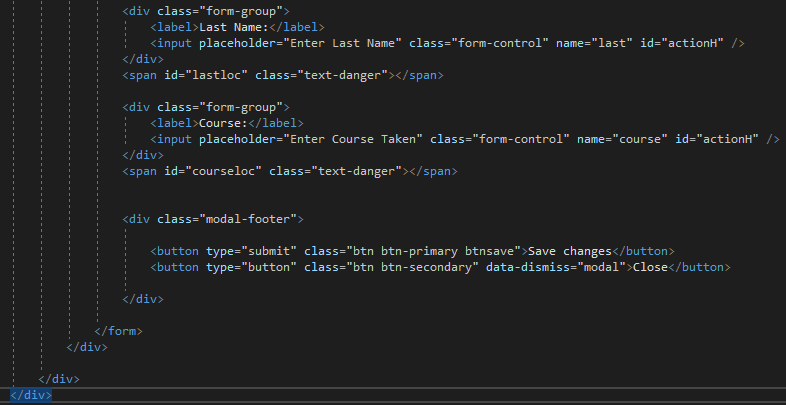 <div class="form-group">
<label>Last Name:</label>
<input placeholder="Enter Last Name" class="form-control" name="last" id="actionH" />
</div>
<span id="lastloc" class="text-danger"></span>
<div class="form-group">
<label>Course:</label>
<input placeholder="Enter Course Taken" class="form-control" name="course" id="actionH" />
</div>
<span id="courseloc" class="text-danger"></span>
<div class="modal-footer">
<button type="submit" class="btn btn-primary btnsave">Save changes</button>
<button type="button" class="btn btn-secondary" data-dismiss="modal">Close</button>
</div>
</form>
</div>
</div>
</div>